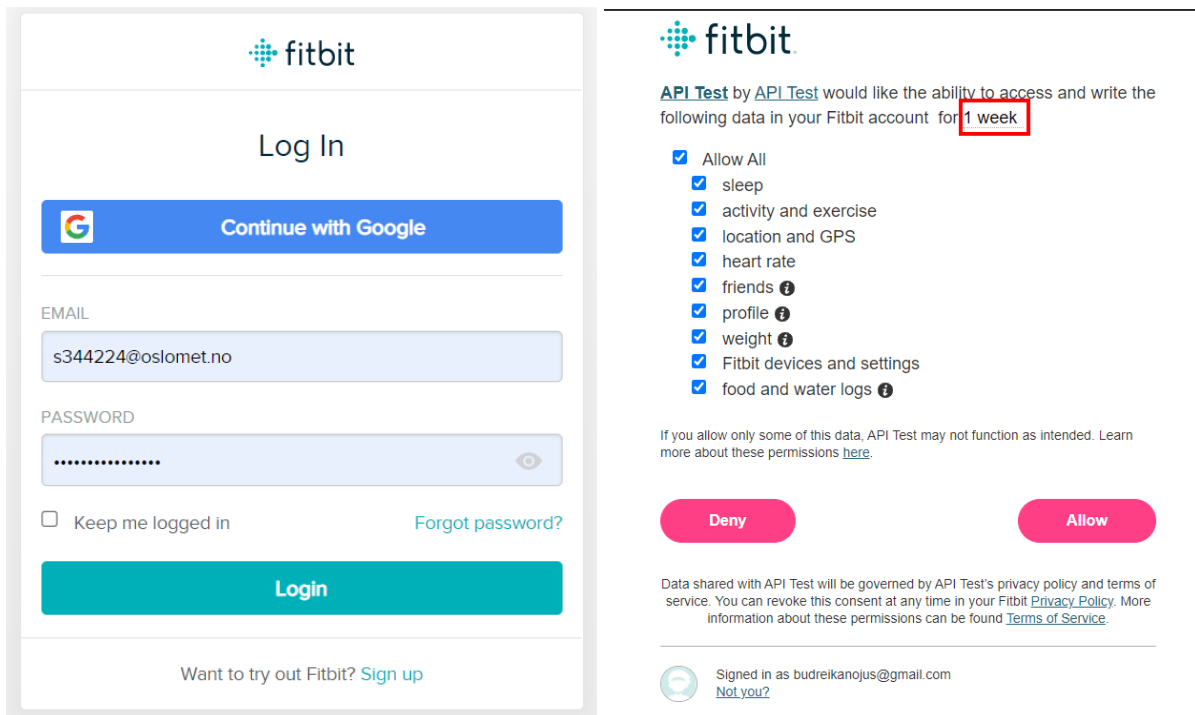 fitbit
Log In
Continue with Google
EMAIL
s344224@oslomet.no
PASSWORD
••••••••••••••••
Keep me logged in
Forgot password?
Login
Want to try out Fitbit? Sign up
fitbit.
API Test by API Test would like the ability to access and write the
following data in your Fitbit account for 1 week
Allow All
sleep
activity and exercise
location and GPS
heart rate
friends
profile
weight
Fitbit devices and settings
food and water logs
If you allow only some of this data, API Test may not function as intended. Learn
more about these permissions here.
Deny
Allow
Data shared with API Test will be governed by API Test's privacy policy and terms of
service. You can revoke this consent at any time in your Fitbit Privacy Policy. More
information about these permissions can be found Terms of Service.
Signed in as budreikanojus@gmail.com
Not you?